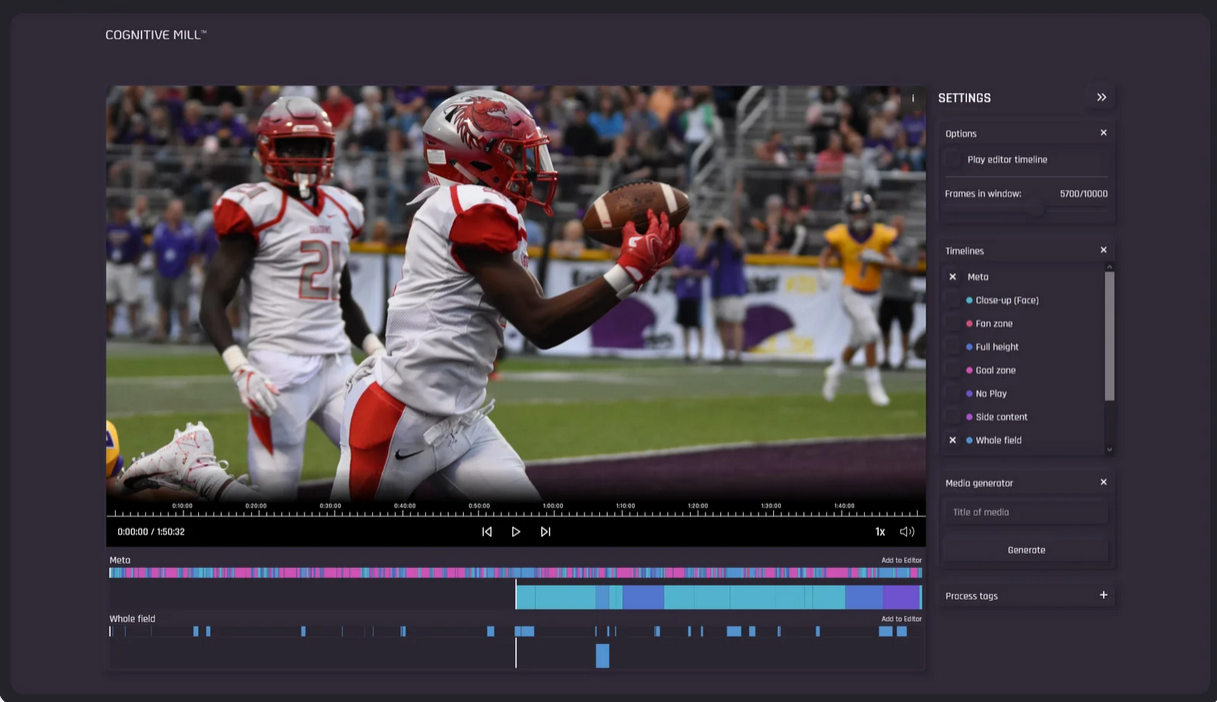 COGNITIVE MILL™
SETTINGS
Options
Play editor timeline
Frames in window: 5700/10000
Timelines
Meta
Close-up (Face)
Fan zone
Full height
Goal zone
No Play
Side content
Whole field
Media generator
Title of media
Generate
Process tags
21
0:10:00 0:20:00 0:30:00 0:40:00 0:50:00 1:00:00 1:10:00 1:20:00 1:30:00 1:40:00
0:00:00 / 1:50:32
1x
Meta
Add to Editor
Whole field
Add to Editor